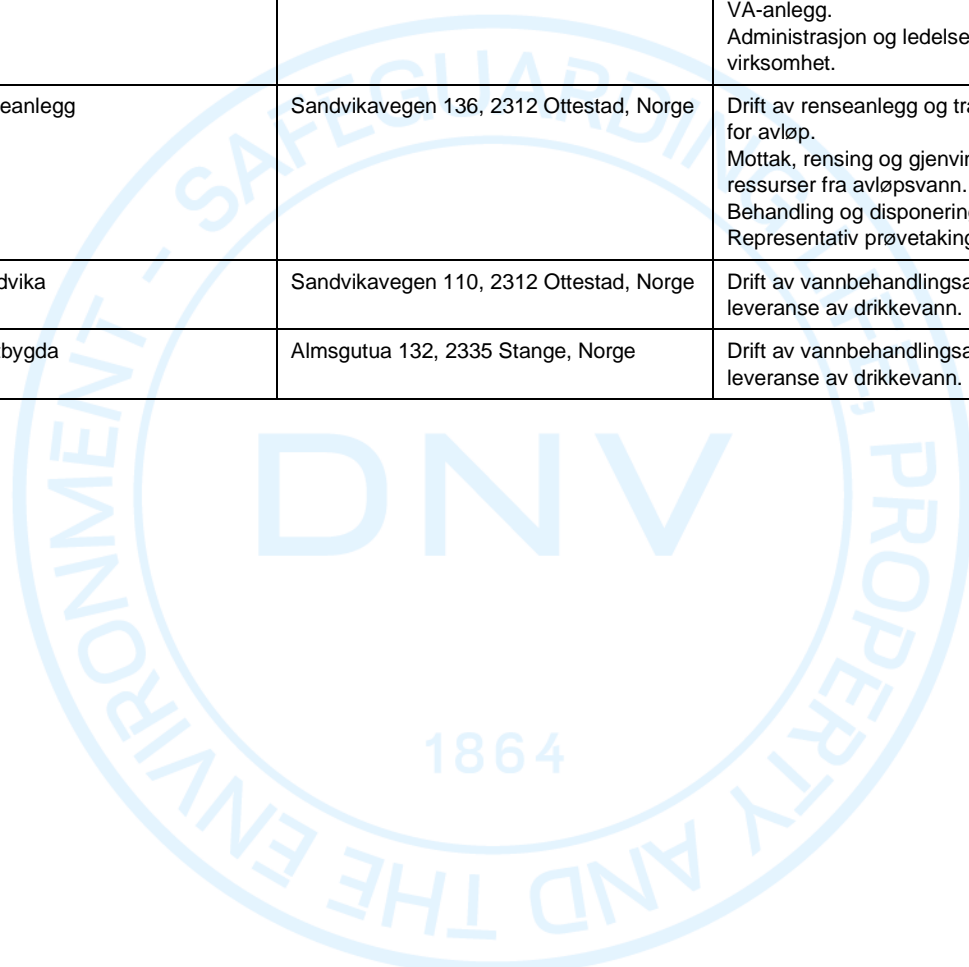 VA-anlegg.
Administrasjon og ledelse
virksomhet.
eanlegg
Sandvikavegen 136, 2312 Ottestad, Norge
Drift av renseanlegg og tra
for avløp.
Mottak, rensing og gjenvin
ressurser fra avløpsvann.
Behandling og disponering
Representativ prøvetaking
dvika
Sandvikavegen 110, 2312 Ottestad, Norge
Drift av vannbehandlingsa
leveranse av drikkevann.
tbygda
Almsgutua 132, 2335 Stange, Norge
Drift av vannbehandlingsa
leveranse av drikkevann.
SAFEGUARDING LIFE, PROPERTY AND THE ENVIRONMENT -
DNV
1864